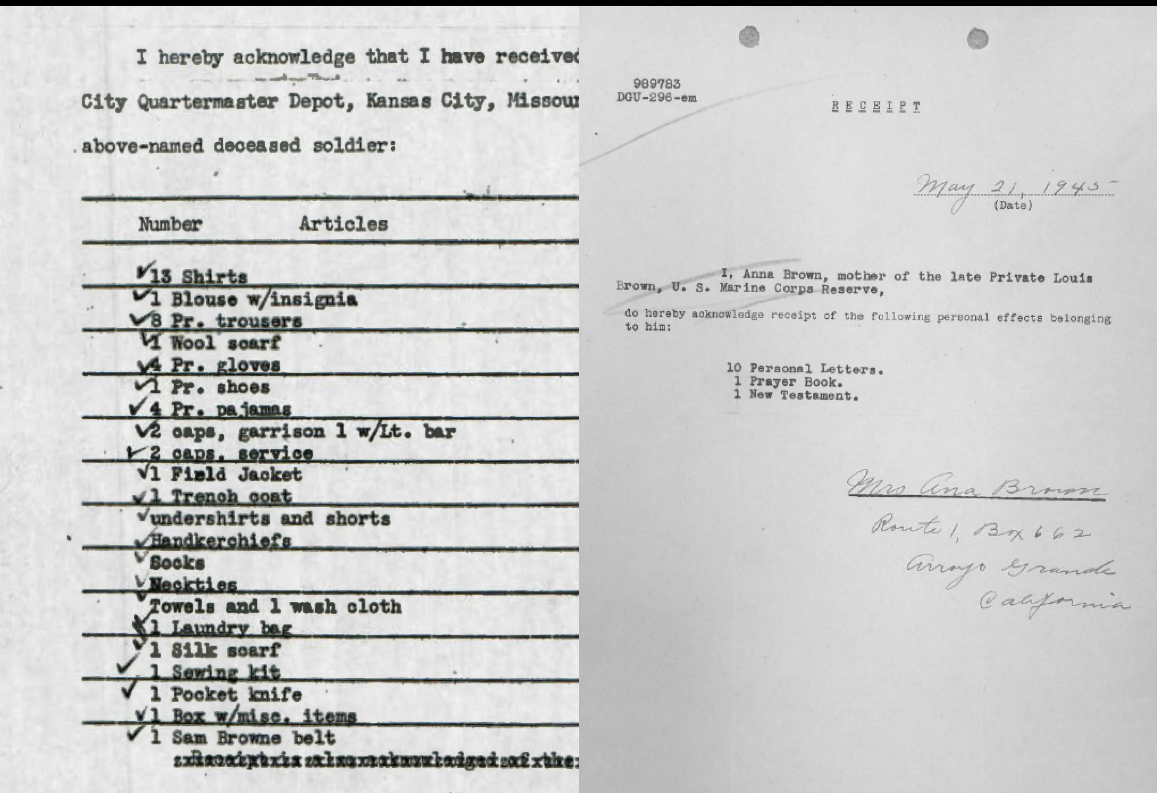 I hereby acknowledge that I have received
City Quartermaster Depot, Kansas City, Missour
above-named deceased soldier:
Number Articles
13 Shirts
1 Blouse w/insignia
8 Pr. trousers
1 Wool scarf
4 Pr. gloves
1 Pr. shoes
4 Pr. pajamas
2 caps, garrison 1 w/Lt. bar
2 caps, service
1 Field Jacket
1 Trench coat
undershirts and shorts
Handkerchiefs
Socks
Neckties
Towels and 1 wash cloth
1 Laundry bag
1 Silk scarf
1 Sewing kit
1 Pocket knife
1 Box w/misc. items
1 Sam Browne belt
989783
DGU-296-em
RECEIPT
May 21, 1945
(Date)
I, Anna Brown, mother of the late Private Louis
Brown, U. S. Marine Corps Reserve,
do hereby acknowledge receipt of the following personal effects belonging
to him:
10 Personal Letters.
1 Prayer Book.
1 New Testament.
Mrs Ana Brown
Route 1, Box 662
Arroyo Grande
California